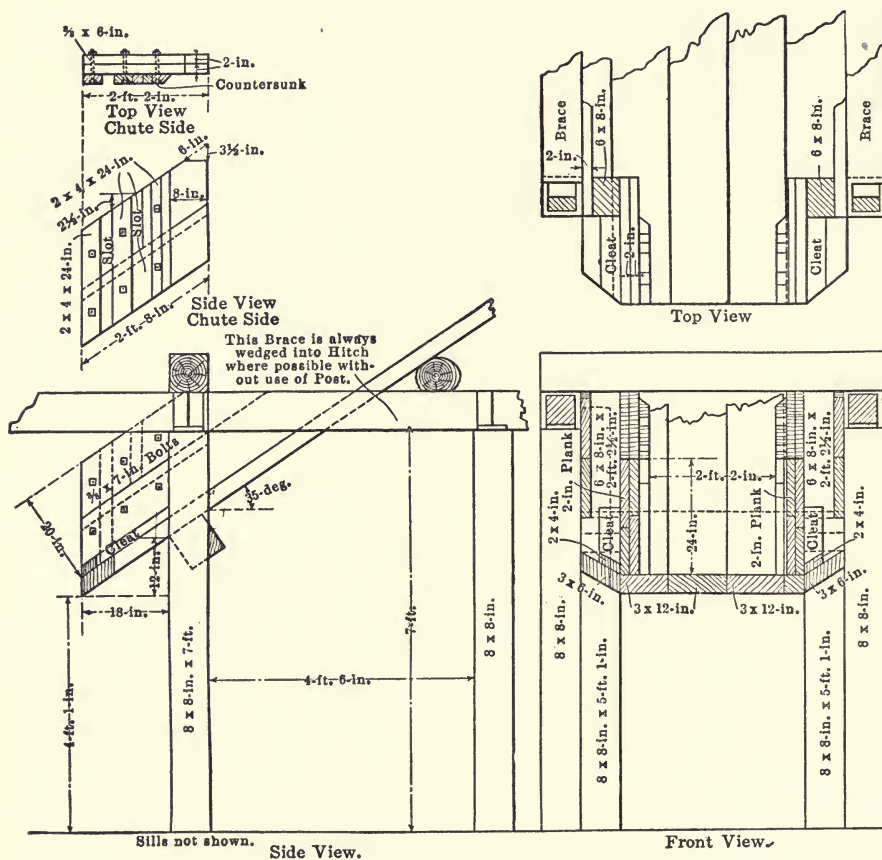 ⅜ x 6-in.
2-in.
Countersunk
2-ft. 2-in.
Top View
Chute Side
6-in.
3½-in.
2 x 4 x 24-in.
2½-in.
8-in.
Slot
Slot
2 x 4 x 24-in.
Side View
Chute Side
2-ft. 8-in.
This Brace is always
wedged into Hitch
where possible with-
out use of Post.
⅜ x 7-in. Bolts
35-deg.
20-in.
Cleat
12-in.
18-in.
8 x 8-in. x 7-ft.
7-ft.
8 x 8-in.
4-ft. 6-in.
4-ft. 1-in.
Sills not shown.
Side View.
Brace
6 x 8-in.
2-in.
Cleat
2-in.
6 x 8-in.
Brace
Cleat
Top View
2-in. Plank
6 x 8-in. x
2-ft. 2½-in.
2-ft. 2-in.
24-in.
2-in. Plank
6 x 8-in. x
2-ft. 2½-in.
2 x 4-in.
Cleat
Cleat
2 x 4-in.
3 x 6-in.
3 x 12-in.
3 x 12-in.
3 x 6-in.
8 x 8-in.
8 x 8-in. x 5-ft. 1-in.
8 x 8-in. x 5-ft. 1-in.
8 x 8-in.
Front View.